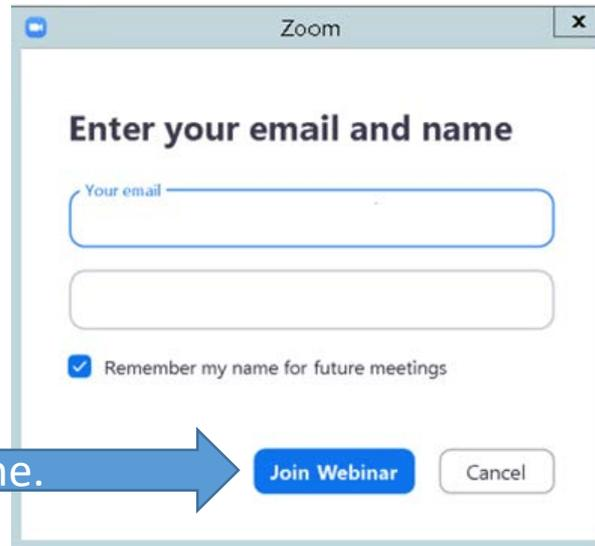 Zoom
x
Enter your email and name
Your email
Remember my name for future meetings
Join Webinar
Cancel